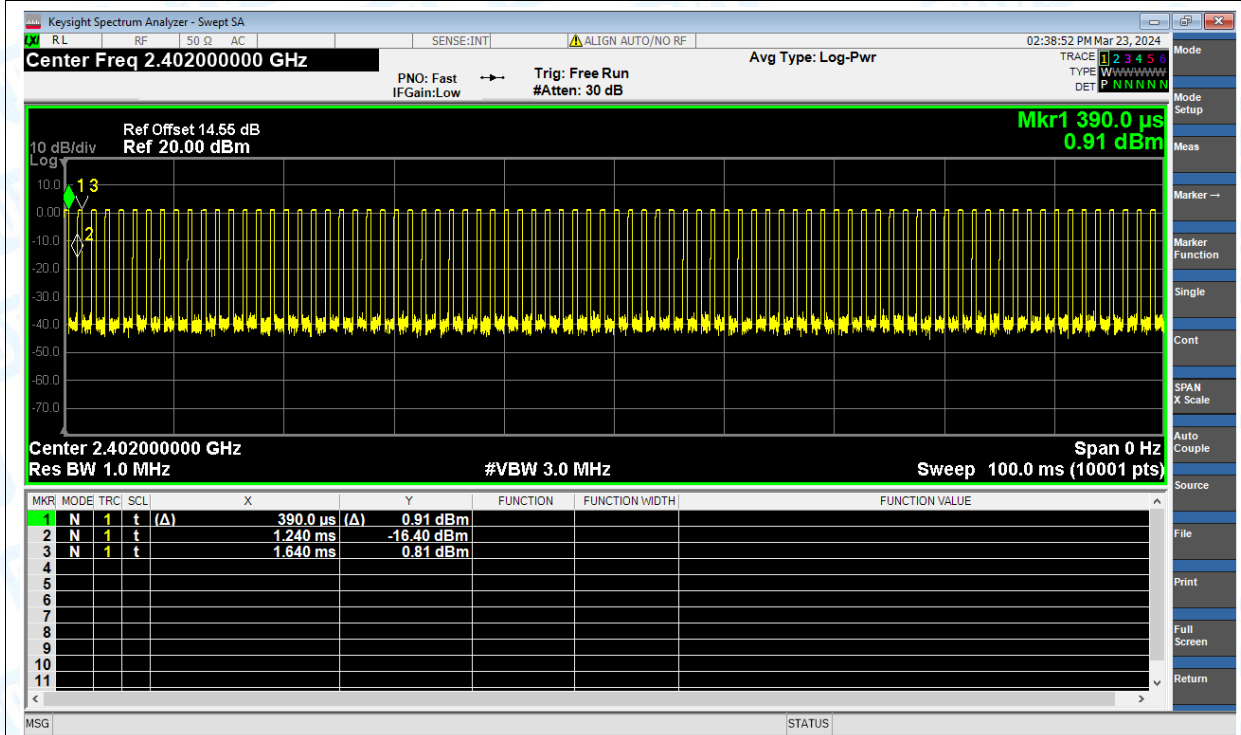 Keysight Spectrum Analyzer - Swept SA
LXI RL RF 50 Ω AC SENSE:INT ALIGN AUTO/NO RF 02:38:52 PM Mar 23, 2024
Center Freq 2.402000000 GHz Avg Type: Log-Pwr TRACE 1 2 3 4 5 6
PNO: Fast Trig: Free Run TYPE WWWWWW
IFGain:Low #Atten: 30 dB DET P N N N N N
Mkr1 390.0 µs
0.91 dBm
Ref Offset 14.55 dB
10 dB/div Ref 20.00 dBm
Log
10.0
0.00
-10.0
-20.0
-30.0
-40.0
-50.0
-60.0
-70.0
1 3
2
Center 2.402000000 GHz Span 0 Hz
Res BW 1.0 MHz #VBW 3.0 MHz Sweep 100.0 ms (10001 pts)
MKR MODE TRC SCL X Y FUNCTION FUNCTION WIDTH FUNCTION VALUE
1 N 1 t (Δ) 390.0 µs (Δ) 0.91 dBm
2 N 1 t 1.240 ms -16.40 dBm
3 N 1 t 1.640 ms 0.81 dBm
4
5
6
7
8
9
10
11
MSG STATUS
Mode
Mode
Setup
Meas
Marker →
Marker
Function
Single
Cont
SPAN
X Scale
Auto
Couple
Source
File
Print
Full
Screen
Return